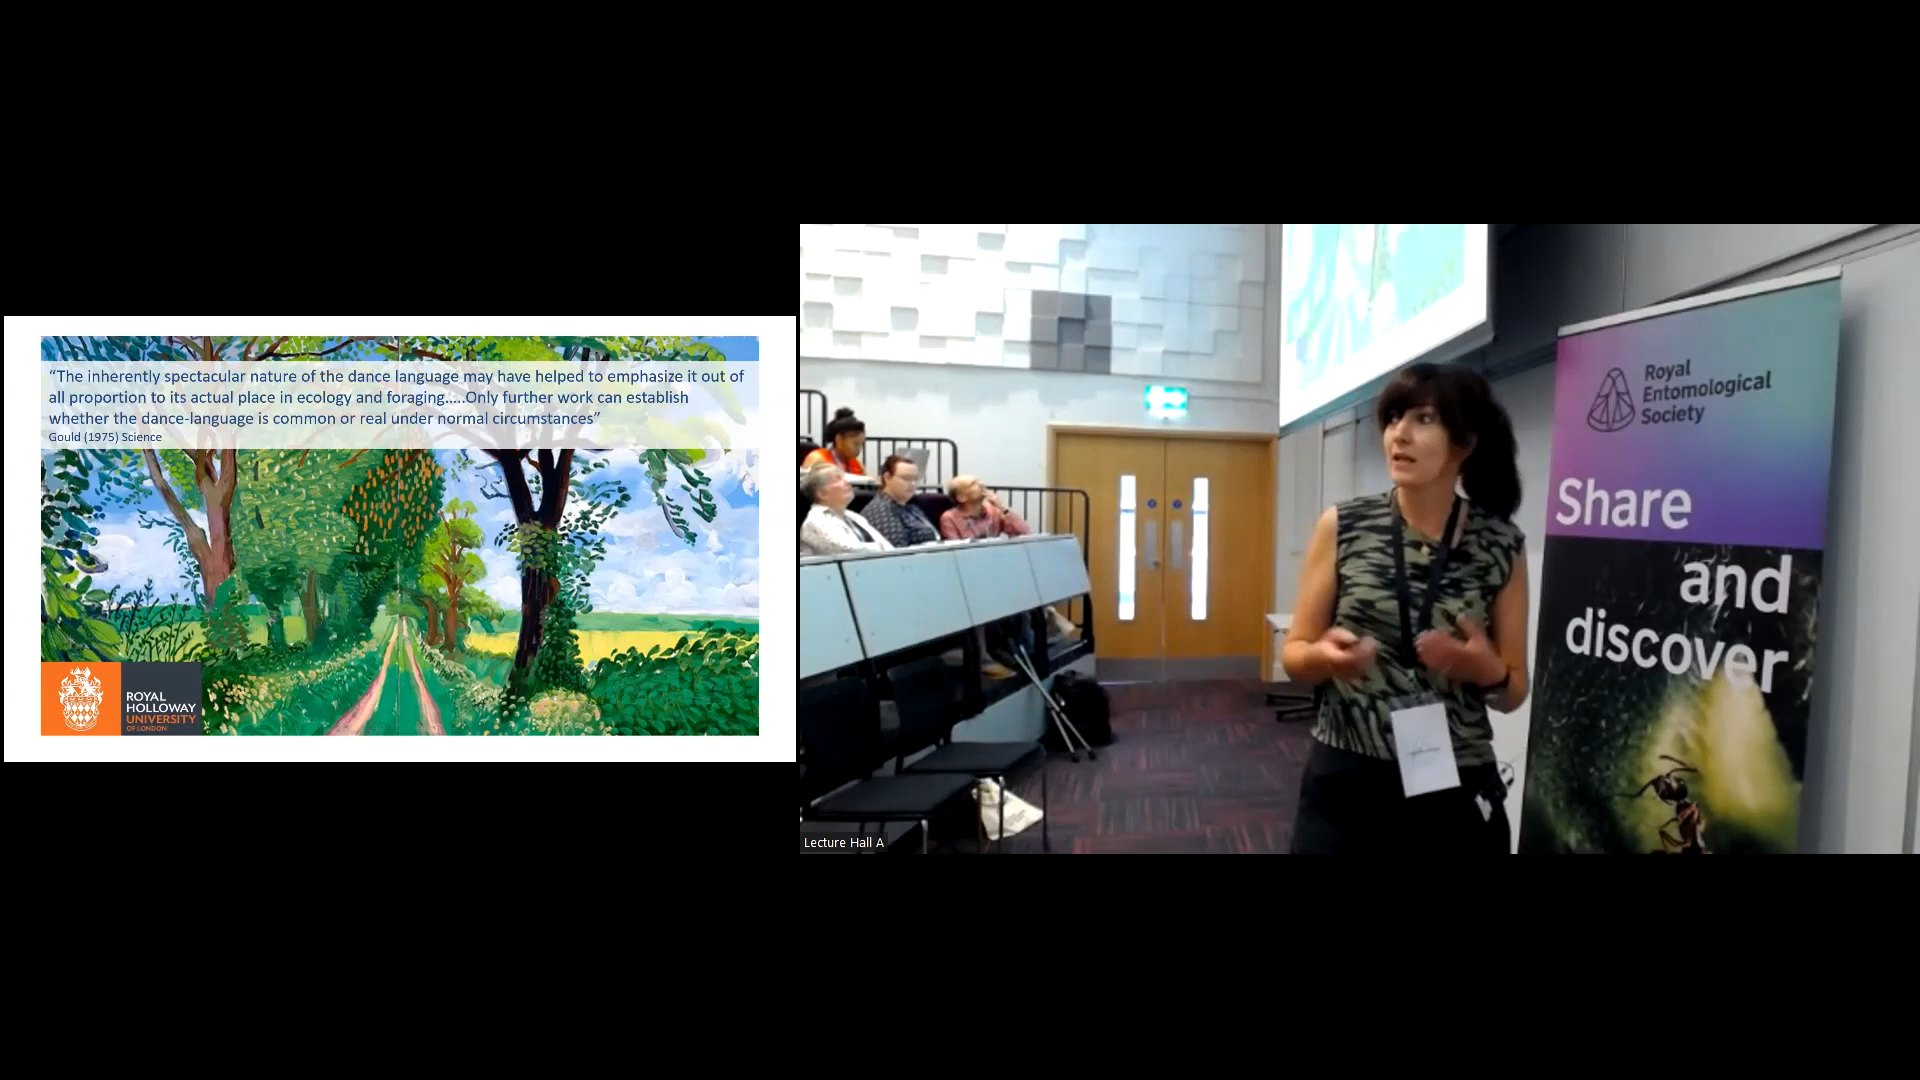 “The inherently spectacular nature of the dance language may have helped to emphasize it out of
all proportion to its actual place in ecology and foraging.....Only further work can establish
whether the dance-language is common or real under normal circumstances”
Gould (1975) Science
ROYAL
HOLLOWAY
UNIVERSITY
OF LONDON
Royal
Entomological
Society
Share
and
discover
Lecture Hall A